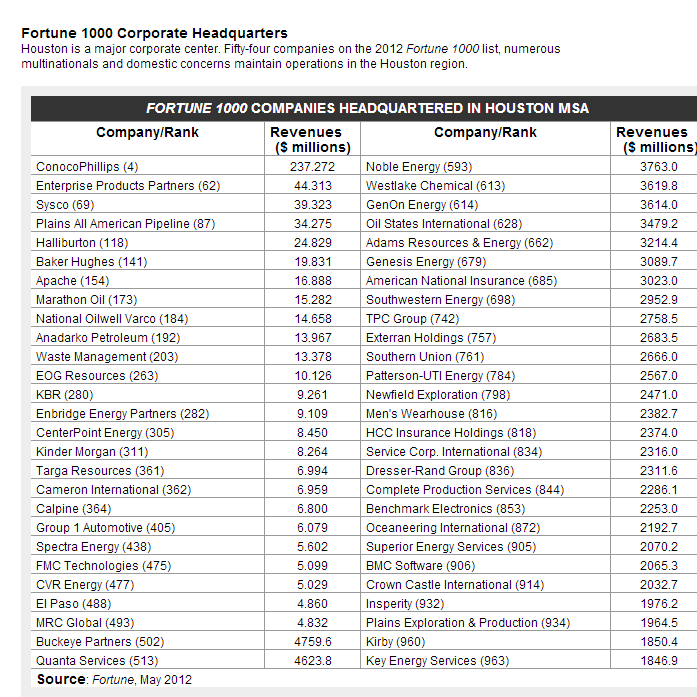 Fortune 1000 Corporate Headquarters
Houston is a major corporate center. Fifty-four companies on the 2012 Fortune 1000 list, numerous
multinationals and domestic concerns maintain operations in the Houston region.
FORTUNE 1000 COMPANIES HEADQUARTERED IN HOUSTON MSA
Company/Rank Revenues Company/Rank Revenues
($ millions) ($ millions)
ConocoPhillips (4) 237.272 Noble Energy (593) 3763.0
Enterprise Products Partners (62) 44.313 Westlake Chemical (613) 3619.8
Sysco (69) 39.323 GenOn Energy (614) 3614.0
Plains All American Pipeline (87) 34.275 Oil States International (628) 3479.2
Halliburton (118) 24.829 Adams Resources & Energy (662) 3214.4
Baker Hughes (141) 19.831 Genesis Energy (679) 3089.7
Apache (154) 16.888 American National Insurance (685) 3023.0
Marathon Oil (173) 15.282 Southwestern Energy (698) 2952.9
National Oilwell Varco (184) 14.658 TPC Group (742) 2758.5
Anadarko Petroleum (192) 13.967 Exterran Holdings (757) 2683.5
Waste Management (203) 13.378 Southern Union (761) 2666.0
EOG Resources (263) 10.126 Patterson-UTI Energy (784) 2567.0
KBR (280) 9.261 Newfield Exploration (798) 2471.0
Enbridge Energy Partners (282) 9.109 Men's Wearhouse (816) 2382.7
CenterPoint Energy (305) 8.450 HCC Insurance Holdings (818) 2374.0
Kinder Morgan (311) 8.264 Service Corp. International (834) 2316.0
Targa Resources (361) 6.994 Dresser-Rand Group (836) 2311.6
Cameron International (362) 6.959 Complete Production Services (844) 2286.1
Calpine (364) 6.800 Benchmark Electronics (853) 2253.0
Group 1 Automotive (405) 6.079 Oceaneering International (872) 2192.7
Spectra Energy (438) 5.602 Superior Energy Services (905) 2070.2
FMC Technologies (475) 5.099 BMC Software (906) 2065.3
CVR Energy (477) 5.029 Crown Castle International (914) 2032.7
El Paso (488) 4.860 Insperity (932) 1976.2
MRC Global (493) 4.832 Plains Exploration & Production (934) 1964.5
Buckeye Partners (502) 4759.6 Kirby (960) 1850.4
Quanta Services (513) 4623.8 Key Energy Services (963) 1846.9
Source: Fortune, May 2012